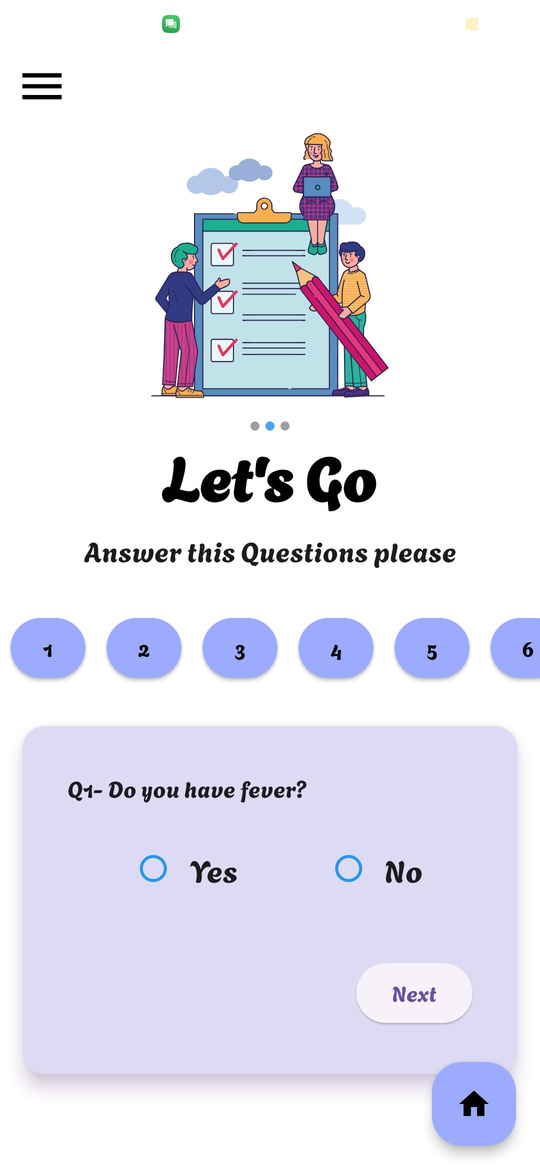 Let's Go
Answer this Questions please
1 2 3 4 5 6
Q1- Do you have fever?
Yes No
Next